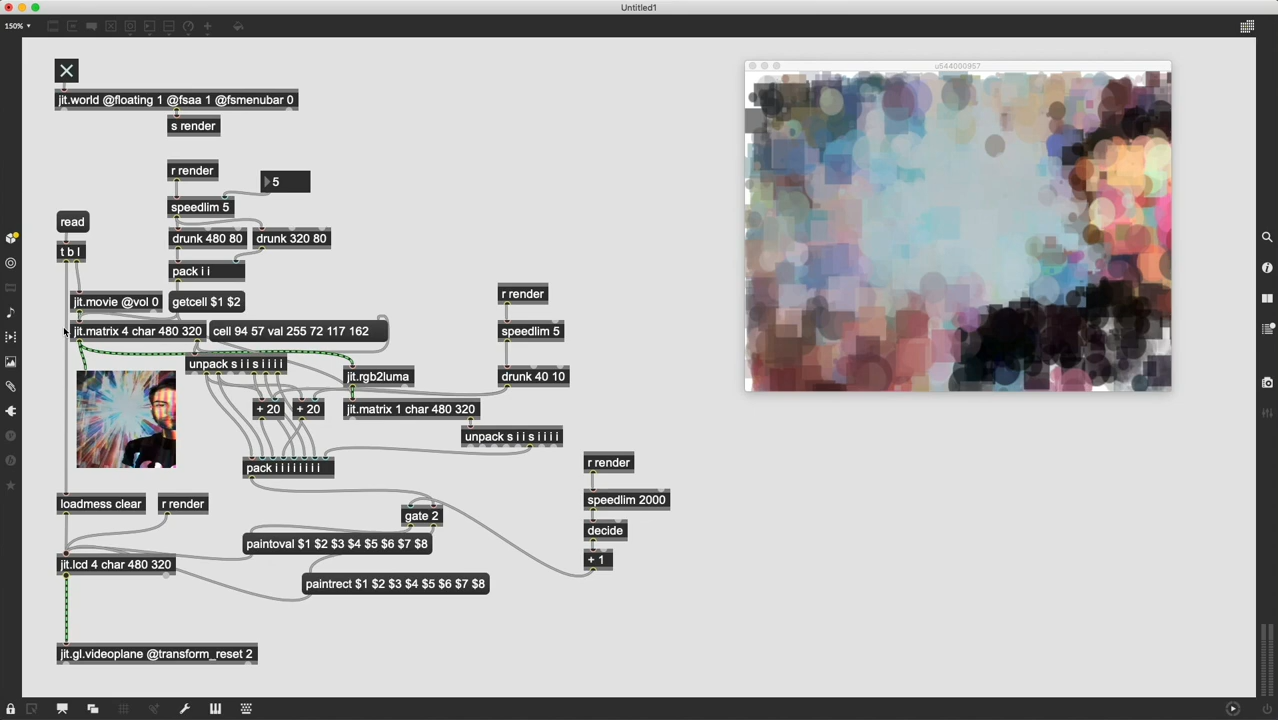 Untitled1
150%
jit.world @floating 1 @fsaa 1 @fsmenubar 0
u544000957
s render
r render
5
speedlim 5
read
drunk 480 80
drunk 320 80
t b l
pack i i
jit.movie @vol 0
getcell $1 $2
r render
jit.matrix 4 char 480 320
cell 94 57 val 255 72 117 162
speedlim 5
unpack s i i s i i i i
jit.rgb2luma
drunk 40 10
+ 20
+ 20
jit.matrix 1 char 480 320
unpack s i i s i i i i
pack i i i i i i i i
r render
loadmess clear
r render
speedlim 2000
gate 2
decide
paintoval $1 $2 $3 $4 $5 $6 $7 $8
+ 1
jit.lcd 4 char 480 320
paintrect $1 $2 $3 $4 $5 $6 $7 $8
jit.gl.videoplane @transform_reset 2